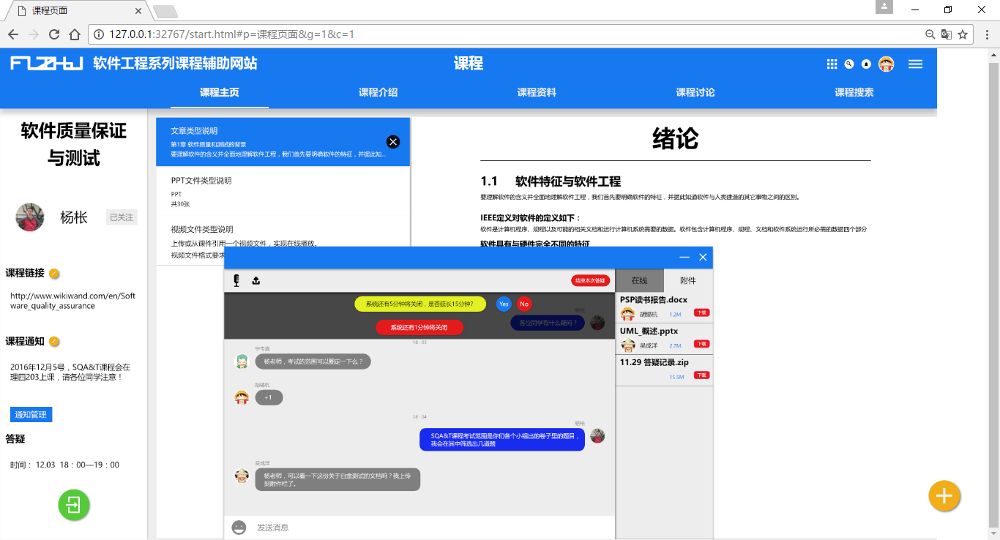 课程页面
127.0.0.1:32767/start.html#p=课程页面&g=1&c=1
软件工程系列课程辅助网站
课程
课程主页
课程介绍
课程资料
课程讨论
课程搜索
软件质量保证
与测试
杨枨
已关注
课程链接
http://www.wikiwand.com/en/Soft
ware_quality_assurance
课程通知
2016年12月5号，SQA&T课程会在
理四203上课，请各位同学注意！
通知管理
答疑
时间： 12.03 18：00—19：00
文章类型说明
第1章 软件质量和测试的背景
要理解软件的含义并全面地理解软件工程，我们首先要明确软件的特征，并据此知...
PPT文件类型说明
PPT
共30张
视频文件类型说明
上传或从课件引用一个视频文件，实现在线播放。
视频文件格式要求
绪论
1.1 软件特征与软件工程
要理解软件的含义并全面地理解软件工程，我们首先要明确软件的特征，并据此知道软件与人类建造的其它事物之间的区别。
IEEE定义对软件的定义如下：
软件是计算机程序、规程以及可能的相关文档和运行计算机系统需要的数据。软件包含计算机程序、规程、文档和软件系统运行所必需的数据四个部分
软件具有与硬件完全不同的特征
结束本次答疑
系统还有5分钟将关闭，是否延长15分钟?
Yes
No
系统还有1分钟将关闭
杨枨
各位同学有什么疑问？
18：03
杨老师，考试的范围可以圈定一下么？
胡锡杭
+1
18：04
杨枨
SQA&T课程考试范围是你们各个小组出的卷子里的题目，
我会在其中筛选出几道题
吴成洋
杨老师，可以看一下这份关于白盒测试的文档吗？我上传
到附件栏了。
发送消息
在线
附件
PSP读书报告.docx
胡锡杭
1.2M
下载
UML_概述.pptx
吴成洋
2.7M
下载
11.29 答疑记录.zip
15.5M
下载